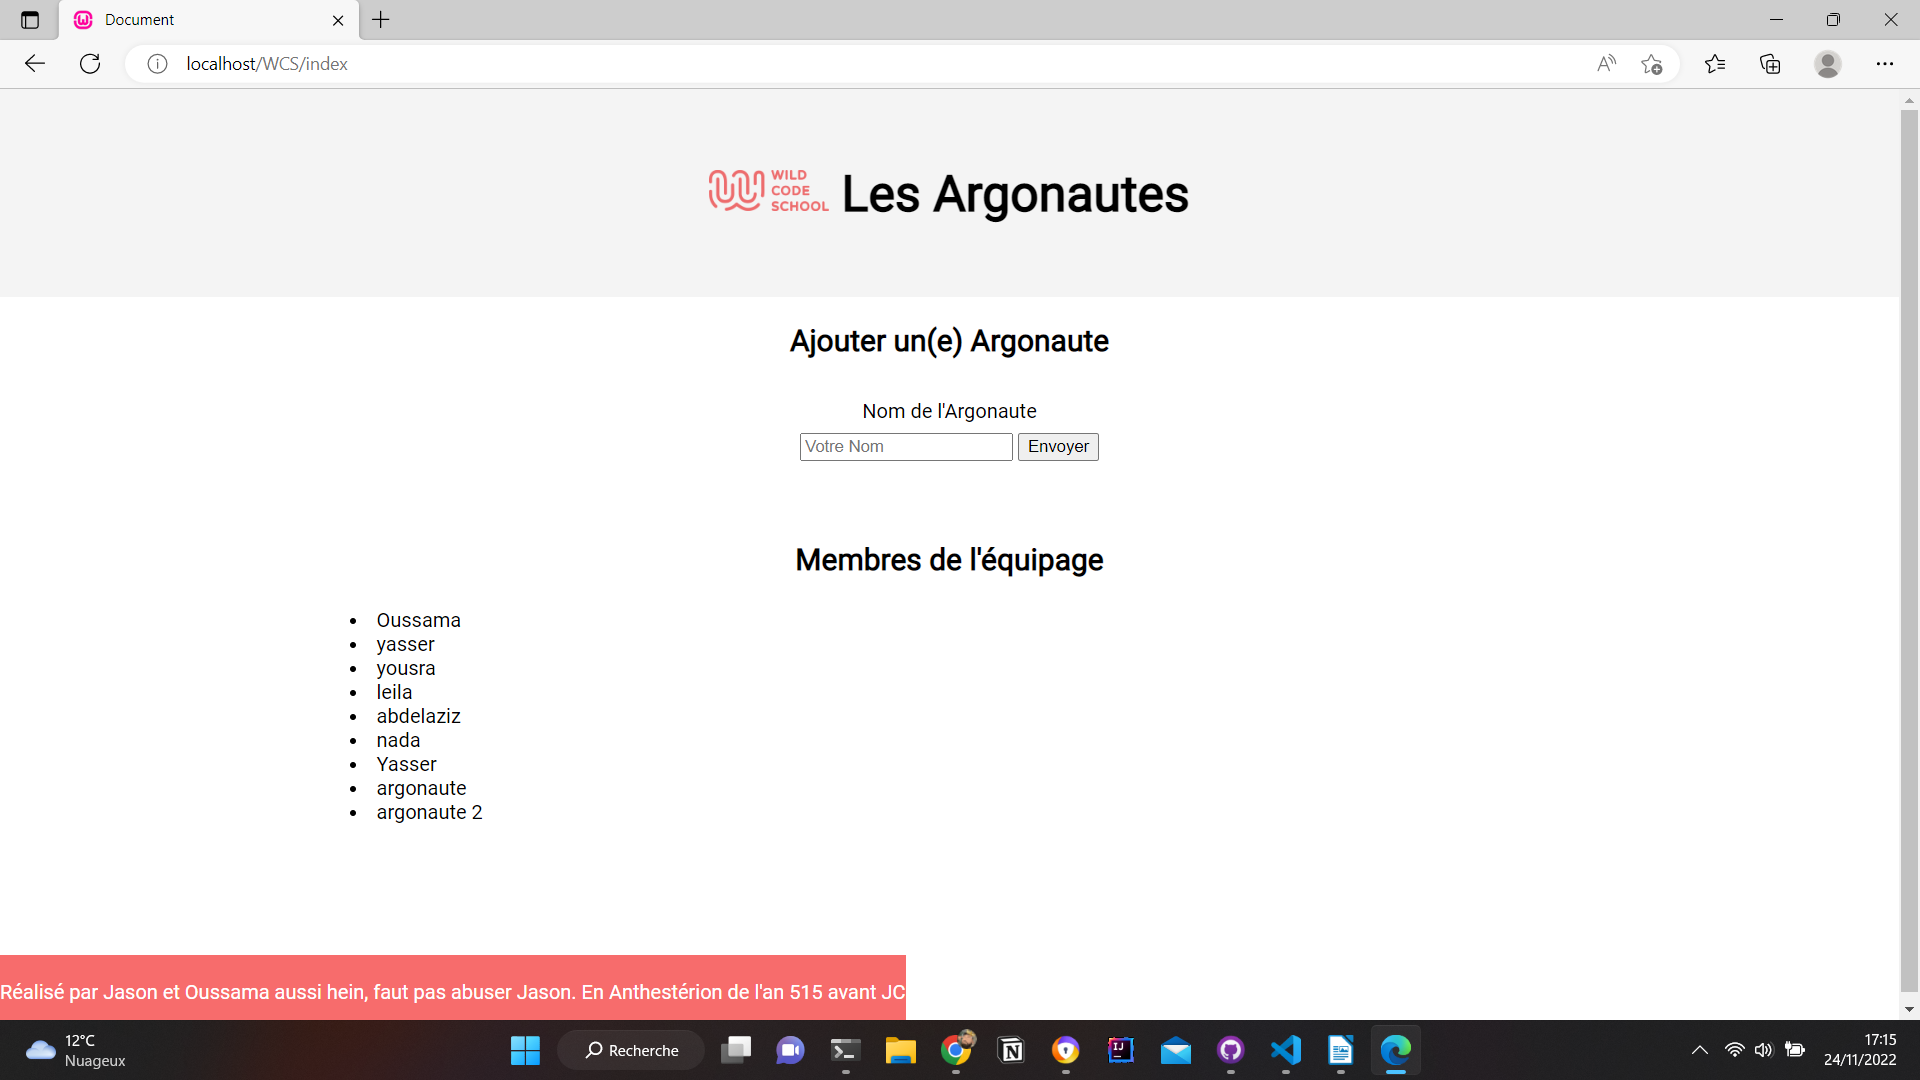 Document
localhost/WCS/index
WILD
CODE
SCHOOL
Les Argonautes
Ajouter un(e) Argonaute
Nom de l'Argonaute
Votre Nom
Envoyer
Membres de l'équipage
Oussama
yasser
yousra
leila
abdelaziz
nada
Yasser
argonaute
argonaute 2
Réalisé par Jason et Oussama aussi hein, faut pas abuser Jason. En Anthestérion de l'an 515 avant JC
12°C
Nuageux
Recherche
17:15
24/11/2022